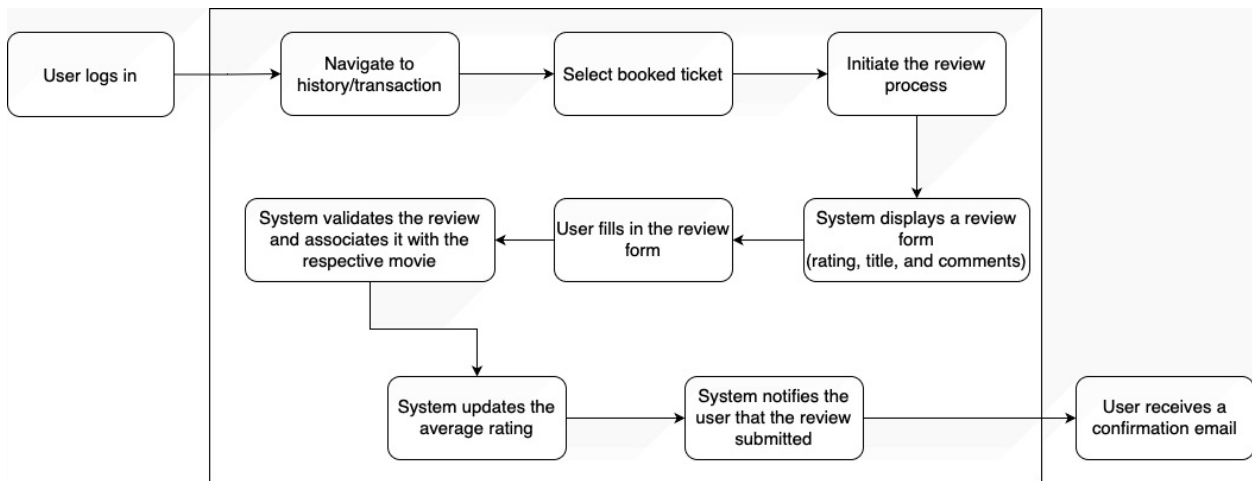 User logs in
Navigate to
history/transaction
Select booked ticket
Initiate the review
process
System validates the review
and associates it with the
respective movie
User fills in the review
form
System displays a review
form
(rating, title, and comments)
System updates the
average rating
System notifies the
user that the review
submitted
User receives a
confirmation email